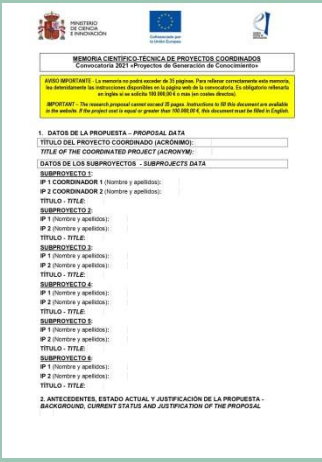 MINISTERIO
DE CIENCIA
E INNOVACIÓN
Cofinanciado por
la Unión Europea
MEMORIA CIENTÍFICO-TÉCNICA DE PROYECTOS COORDINADOS
Convocatoria 2021 «Proyectos de Generación de Conocimiento»
AVISO IMPORTANTE - La memoria no podrá exceder de 35 páginas. Para rellenar correctamente esta memoria,
lea detenidamente las instrucciones disponibles en la página web de la convocatoria. Es obligatorio rellenarla
en inglés si se solicita 100.000,00 € o más (en costes directos).
IMPORTANT – The research proposal cannot exceed 35 pages. Instructions to fill this document are available
in the website. If the project cost is equal or greater than 100.000,00 €, this document must be filled in English.
1. DATOS DE LA PROPUESTA – PROPOSAL DATA
TÍTULO DEL PROYECTO COORDINADO (ACRÓNIMO):
TITLE OF THE COORDINATED PROJECT (ACRONYM):
DATOS DE LOS SUBPROYECTOS - SUBPROJECTS DATA
SUBPROYECTO 1:
IP 1 COORDINADOR 1 (Nombre y apellidos):
IP 2 COORDINADOR 2 (Nombre y apellidos):
TÍTULO - TITLE:
SUBPROYECTO 2:
IP 1 (Nombre y apellidos):
IP 2 (Nombre y apellidos):
TÍTULO - TITLE:
SUBPROYECTO 3:
IP 1 (Nombre y apellidos):
IP 2 (Nombre y apellidos):
TÍTULO - TITLE:
SUBPROYECTO 4:
IP 1 (Nombre y apellidos):
IP 2 (Nombre y apellidos):
TÍTULO - TITLE:
SUBPROYECTO 5:
IP 1 (Nombre y apellidos):
IP 2 (Nombre y apellidos):
TÍTULO - TITLE:
SUBPROYECTO 6:
IP 1 (Nombre y apellidos):
IP 2 (Nombre y apellidos):
TÍTULO - TITLE:
2. ANTECEDENTES, ESTADO ACTUAL Y JUSTIFICACIÓN DE LA PROPUESTA -
BACKGROUND, CURRENT STATUS AND JUSTIFICATION OF THE PROPOSAL